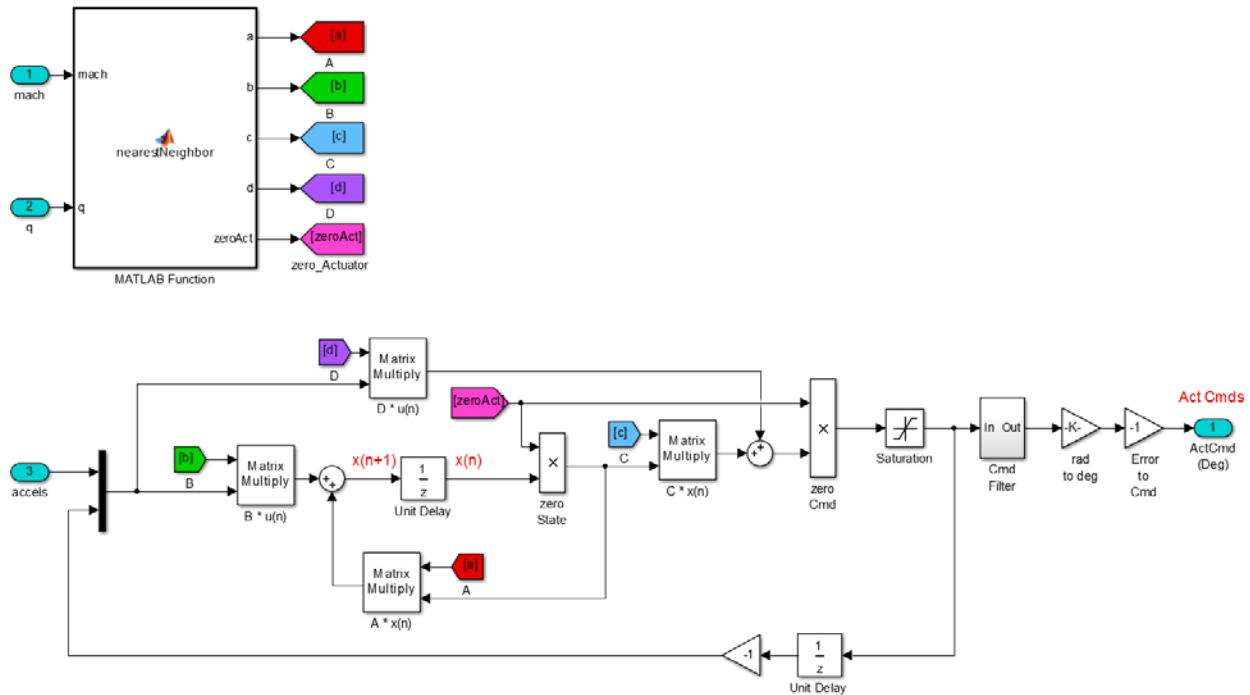 a
[a]
A
1
mach
mach
b
[b]
B
c
[c]
C
nearestNeighbor
d
[d]
D
2
q
q
zeroAct
[zeroAct]
zero_Actuator
MATLAB Function
[d]
D
Matrix
Multiply
D * u(n)
[zeroAct]
[c]
C
Matrix
Multiply
C * x(n)
×
zero
Cmd
Saturation
In Out
Cmd
Filter
-K-
rad
to deg
-1
Error
to
Cmd
Act Cmds
1
ActCmd
(Deg)
3
accels
[b]
B
Matrix
Multiply
B * u(n)
+
+
x(n+1)
1
z
Unit Delay
x(n)
×
zero
State
+
+
Matrix
Multiply
A * x(n)
[a]
A
-1
1
z
Unit Delay